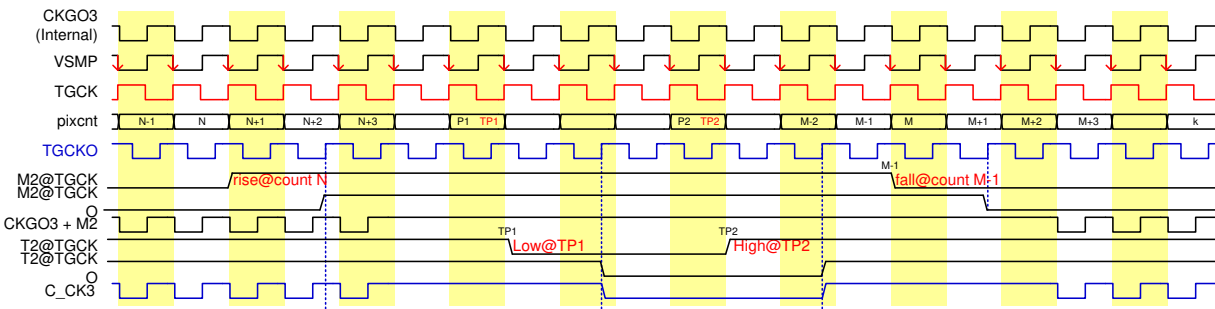 CKGO3
(Internal)
VSMP
TGCK
pixcnt N-1 N N+1 N+2 N+3 P1 TP1 P2 TP2 M-2 M-1 M M+1 M+2 M+3 k
TGCKO
M-1
M2@TGCK rise@count N fall@count M-1
M2@TGCK
O
CKGO3 + M2
TP1 TP2
T2@TGCK Low@TP1 High@TP2
T2@TGCK
O
C_CK3